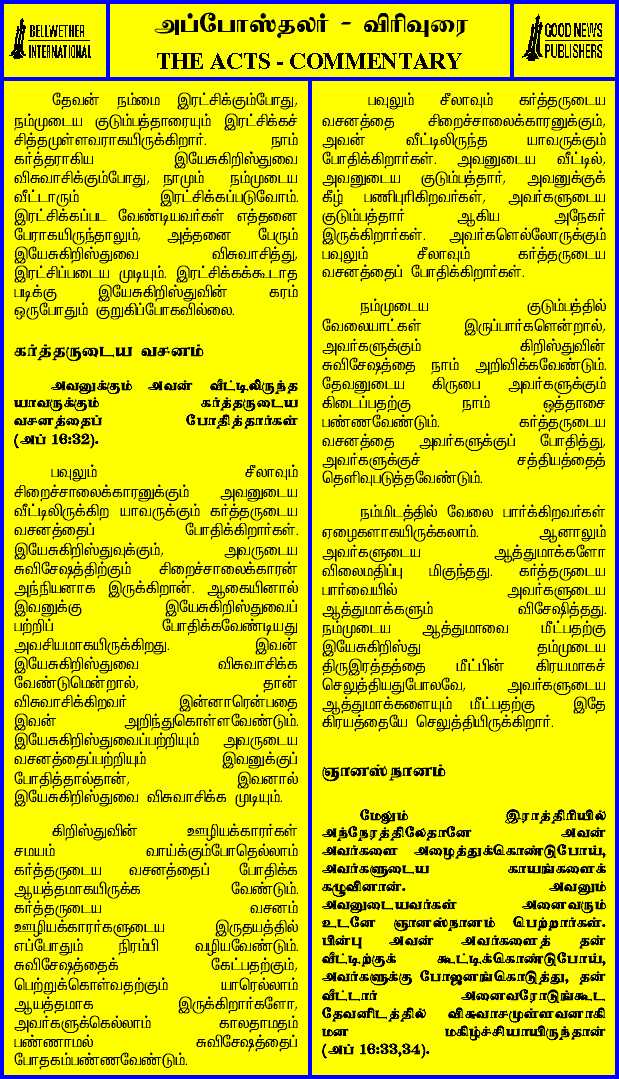 BELLWETHER
INTERNATIONAL
அப்போஸ்தலர் - விரிவுரை
THE ACTS - COMMENTARY
GOOD NEWS
PUBLISHERS
தேவன் நம்மை இரட்சிக்கும்போது,
நம்முடைய குடும்பத்தாரையும் இரட்சிக்கச்
சித்தமுள்ளவராகயிருக்கிறார். நாம்
கர்த்தராகிய இயேசுகிறிஸ்துவை
விசுவாசிக்கும்போது, நாமும் நம்முடைய
வீட்டாரும் இரட்சிக்கப்படுவோம்.
இரட்சிக்கப்பட வேண்டியவர்கள் எத்தனை
பேராகயிருந்தாலும், அத்தனை பேரும்
இயேசுகிறிஸ்துவை விசுவாசித்து,
இரட்சிப்படைய முடியும். இரட்சிக்கக்கூடாத
படிக்கு இயேசுகிறிஸ்துவின் கரம்
ஒருபோதும் குறுகிப்போகவில்லை.
கர்த்தருடைய வசனம்
அவனுக்கும் அவன் வீட்டிலிருந்த
யாவருக்கும் கர்த்தருடைய
வசனத்தைப் போதித்தார்கள்
(அப் 16:32).
பவுலும் சீலாவும்
சிறைச்சாலைக்காரனுக்கும் அவனுடைய
வீட்டிலிருக்கிற யாவருக்கும் கர்த்தருடைய
வசனத்தைப் போதிக்கிறார்கள்.
இயேசுகிறிஸ்துவுக்கும், அவருடைய
சுவிசேஷத்திற்கும் சிறைச்சாலைக்காரன்
அந்நியனாக இருக்கிறான். ஆகையினால்
இவனுக்கு இயேசுகிறிஸ்துவைப்
பற்றிப் போதிக்கவேண்டியது
அவசியமாகயிருக்கிறது. இவன்
இயேசுகிறிஸ்துவை விசுவாசிக்க
வேண்டுமென்றால், தான்
விசுவாசிக்கிறவர் இன்னாரென்பதை
இவன் அறிந்துகொள்ளவேண்டும்.
இயேசுகிறிஸ்துவைப்பற்றியும் அவருடைய
வசனத்தைப்பற்றியும் இவனுக்குப்
போதித்தால்தான், இவனால்
இயேசுகிறிஸ்துவை விசுவாசிக்க முடியும்.
கிறிஸ்துவின் ஊழியக்காரர்கள்
சமயம் வாய்க்கும்போதெல்லாம்
கர்த்தருடைய வசனத்தைப் போதிக்க
ஆயத்தமாகயிருக்க வேண்டும்.
கர்த்தருடைய வசனம்
ஊழியக்காரர்களுடைய இருதயத்தில்
எப்போதும் நிரம்பி வழியவேண்டும்.
சுவிசேஷத்தைக் கேட்பதற்கும்,
பெற்றுக்கொள்வதற்கும் யாரெல்லாம்
ஆயத்தமாக இருக்கிறார்களோ,
அவர்களுக்கெல்லாம் காலதாமதம்
பண்ணாமல் சுவிசேஷத்தைப்
போதகம்பண்ணவேண்டும்.
பவுலும் சீலாவும் கர்த்தருடைய
வசனத்தை சிறைச்சாலைக்காரனுக்கும்,
அவன் வீட்டிலிருந்த யாவருக்கும்
போதிக்கிறார்கள். அவனுடைய வீட்டில்,
அவனுடைய குடும்பத்தார், அவனுக்குக்
கீழ் பணிபுரிகிறவர்கள், அவர்களுடைய
குடும்பத்தார் ஆகிய அநேகர்
இருக்கிறார்கள். அவர்களெல்லோருக்கும்
பவுலும் சீலாவும் கர்த்தருடைய
வசனத்தைப் போதிக்கிறார்கள்.
நம்முடைய குடும்பத்தில்
வேலையாட்கள் இருப்பார்களென்றால்,
அவர்களுக்கும் கிறிஸ்துவின்
சுவிசேஷத்தை நாம் அறிவிக்கவேண்டும்.
தேவனுடைய கிருபை அவர்களுக்கும்
கிடைப்பதற்கு நாம் ஒத்தாசை
பண்ணவேண்டும். கர்த்தருடைய
வசனத்தை அவர்களுக்குப் போதித்து,
அவர்களுக்குச் சத்தியத்தைத்
தெளிவுபடுத்தவேண்டும்.
நம்மிடத்தில் வேலை பார்க்கிறவர்கள்
ஏழைகளாகயிருக்கலாம். ஆனாலும்
அவர்களுடைய ஆத்துமாக்களோ
விலைமதிப்பு மிகுந்தது. கர்த்தருடைய
பார்வையில் அவர்களுடைய
ஆத்துமாக்களும் விசேஷித்தது.
நம்முடைய ஆத்துமாவை மீட்பதற்கு
இயேசுகிறிஸ்து தம்முடைய
திருஇரத்தத்தை மீட்பின் கிரயமாகச்
செலுத்தியதுபோலவே, அவர்களுடைய
ஆத்துமாக்களையும் மீட்பதற்கு இதே
கிரயத்தையே செலுத்தியிருக்கிறார்.
ஞானஸ்நானம்
மேலும் இராத்திரியில்
அந்நேரத்திலேதானே அவன்
அவர்களை அழைத்துக்கொண்டுபோய்,
அவர்களுடைய காயங்களைக்
கழுவினான். அவனும்
அவனுடையவர்கள் அனைவரும்
உடனே ஞானஸ்நானம் பெற்றார்கள்.
பின்பு அவன் அவர்களைத் தன்
வீட்டிற்குக் கூட்டிக்கொண்டுபோய்,
அவர்களுக்கு போஜனங்கொடுத்து, தன்
வீட்டார் அனைவரோடுங்கூட
தேவனிடத்தில் விசுவாசமுள்ளவனாகி
மன மகிழ்ச்சியாயிருந்தான்
(அப் 16:33,34).